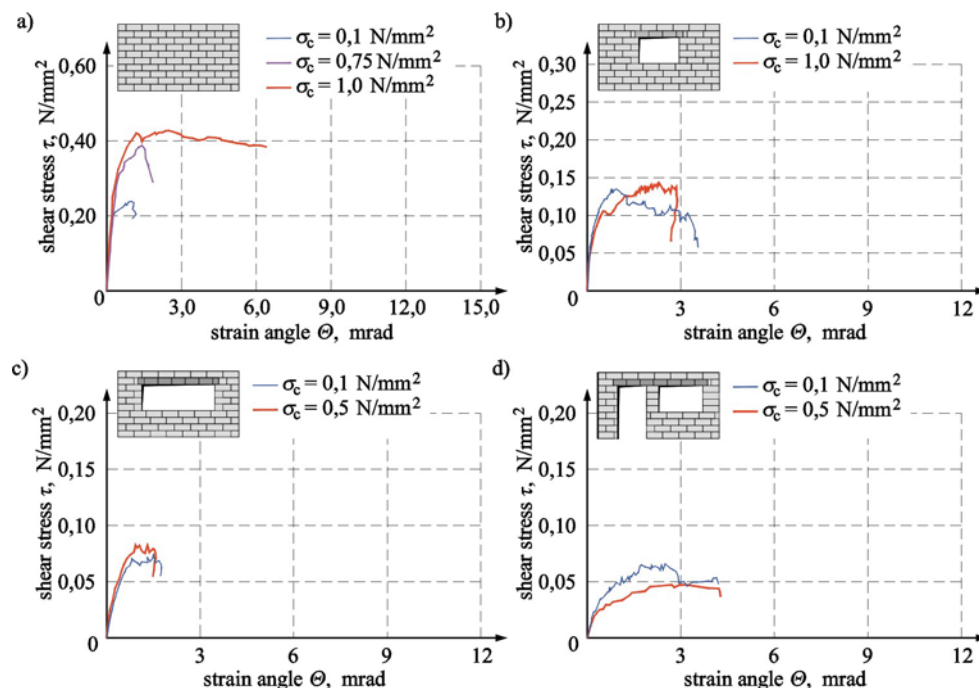 a)
σc = 0,1 N/mm²
σc = 0,75 N/mm²
σc = 1,0 N/mm²
shear stress τ, N/mm²
0,60
0,40
0,20
0
3,0
6,0
9,0
12,0
15,0
strain angle Θ, mrad
b)
σc = 0,1 N/mm²
σc = 1,0 N/mm²
shear stress τ, N/mm²
0,30
0,25
0,20
0,15
0,10
0,05
0
3
6
9
12
strain angle Θ, mrad
c)
σc = 0,1 N/mm²
σc = 0,5 N/mm²
shear stress τ, N/mm²
0,20
0,15
0,10
0,05
0
3
6
9
12
strain angle Θ, mrad
d)
σc = 0,1 N/mm²
σc = 0,5 N/mm²
shear stress τ, N/mm²
0,20
0,15
0,10
0,05
0
3
6
9
12
strain angle Θ, mrad